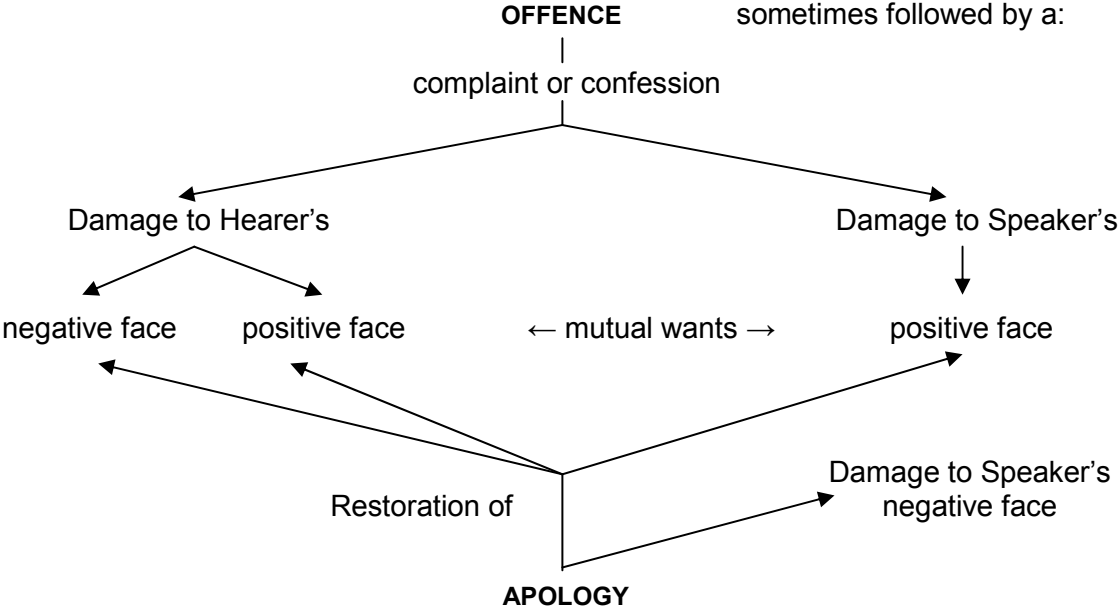 OFFENCE sometimes followed by a:
complaint or confession
Damage to Hearer’s Damage to Speaker’s
negative face positive face ← mutual wants → positive face
Damage to Speaker’s
Restoration of negative face
APOLOGY